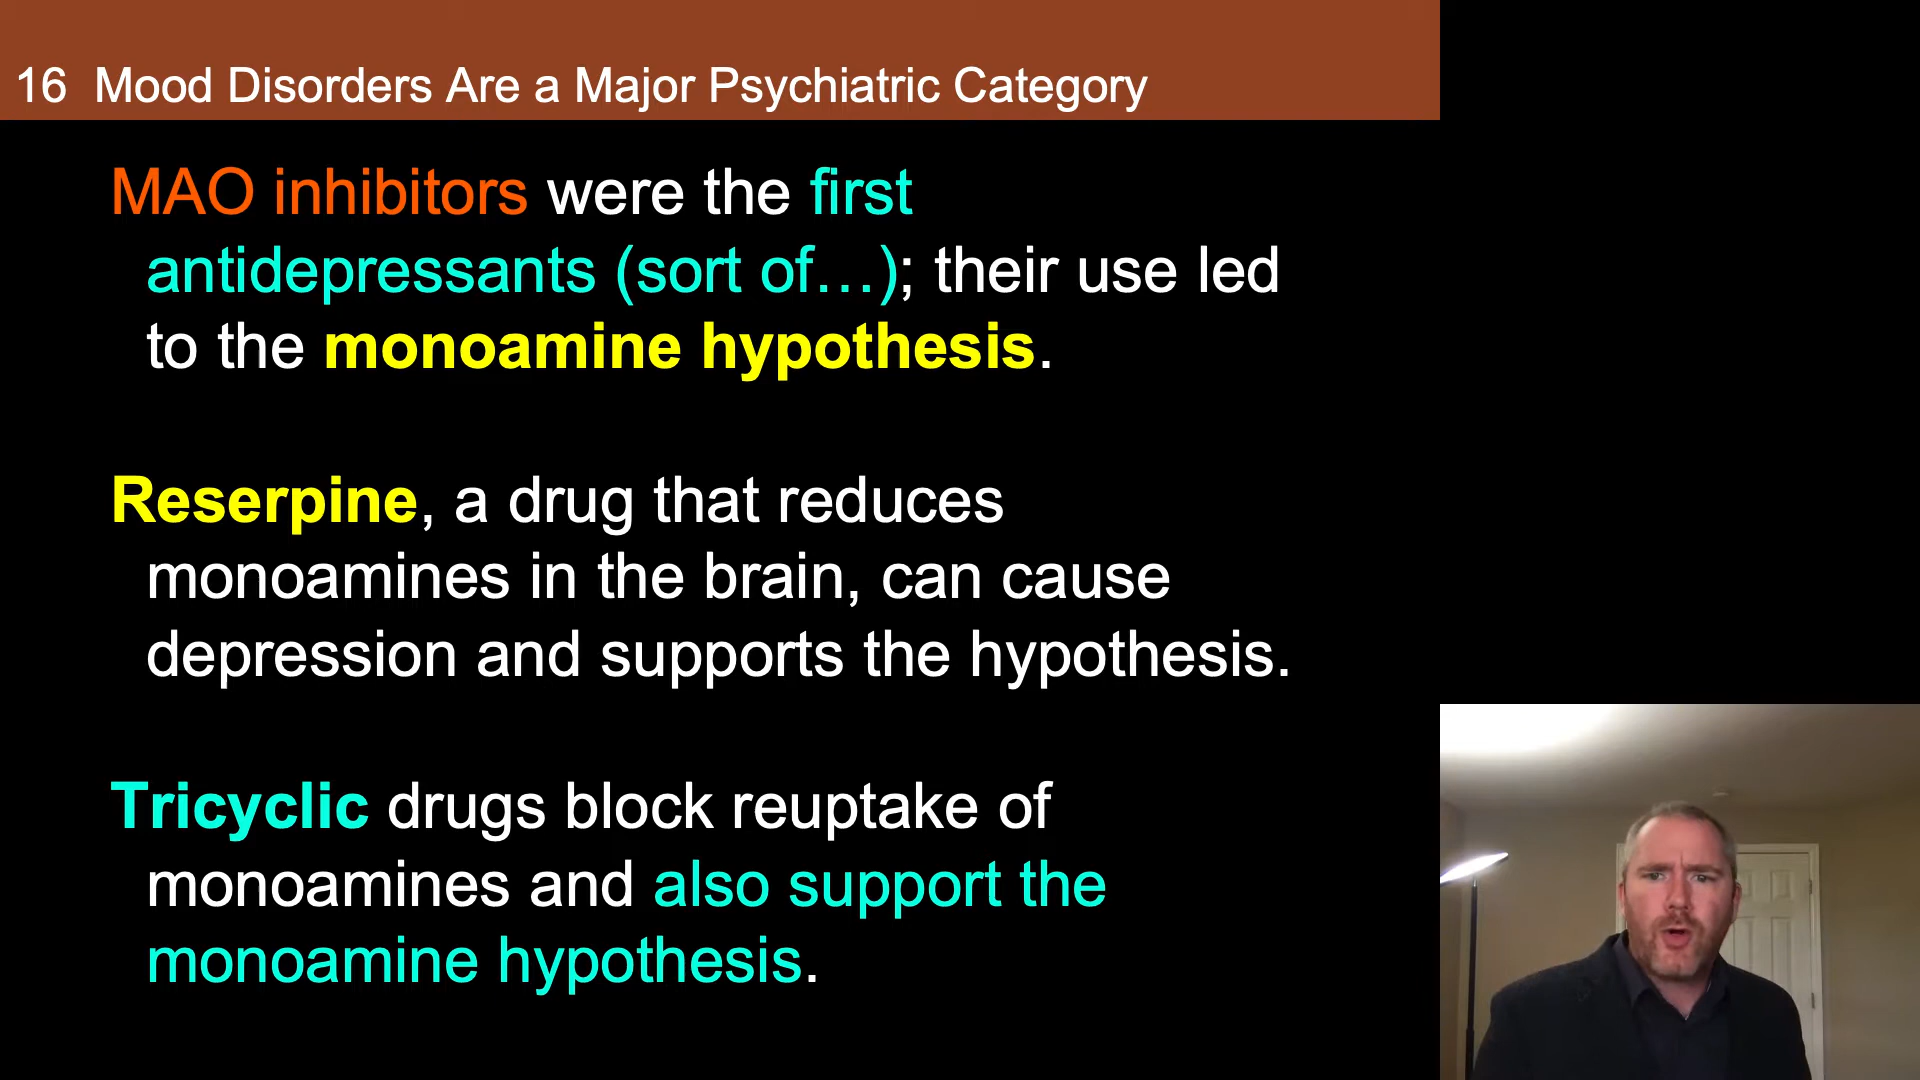 16 Mood Disorders Are a Major Psychiatric Category
MAO inhibitors were the first
antidepressants (sort of…); their use led
to the monoamine hypothesis.
Reserpine, a drug that reduces
monoamines in the brain, can cause
depression and supports the hypothesis.
Tricyclic drugs block reuptake of
monoamines and also support the
monoamine hypothesis.